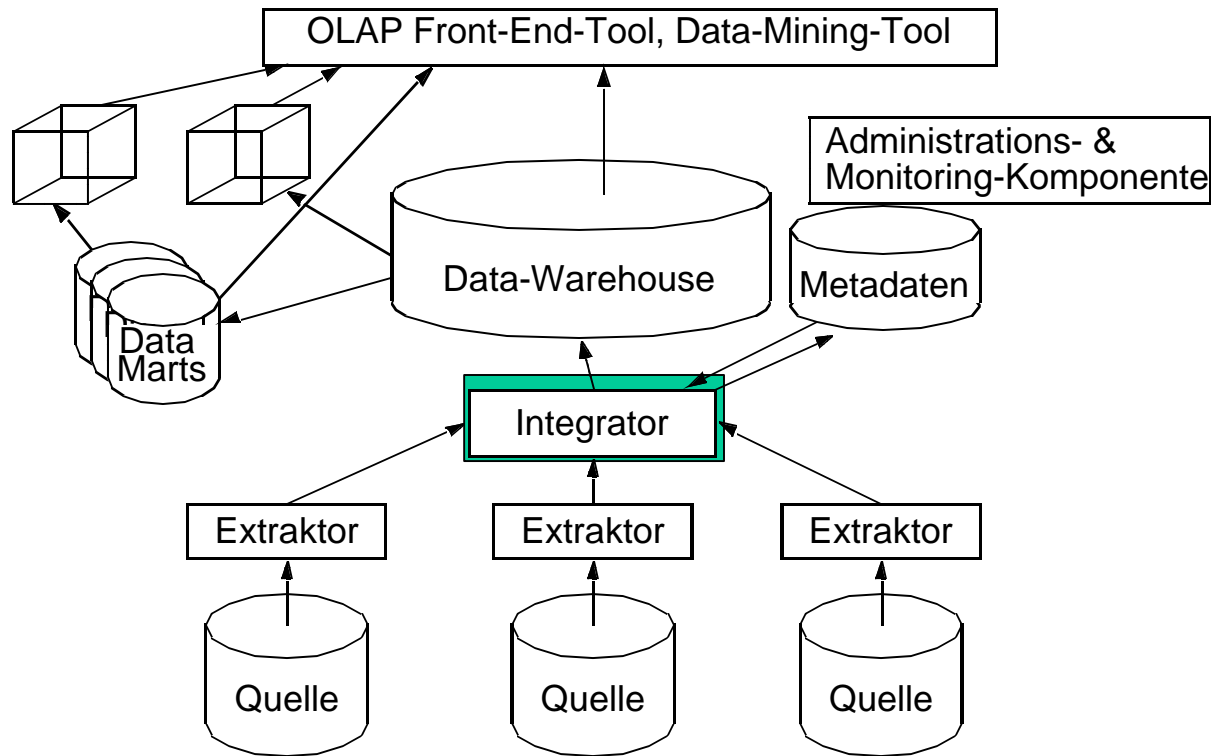 OLAP Front-End-Tool, Data-Mining-Tool
Administrations- &
Monitoring-Komponente
Data-Warehouse
Metadaten
Data
Marts
Integrator
Extraktor
Extraktor
Extraktor
Quelle
Quelle
Quelle